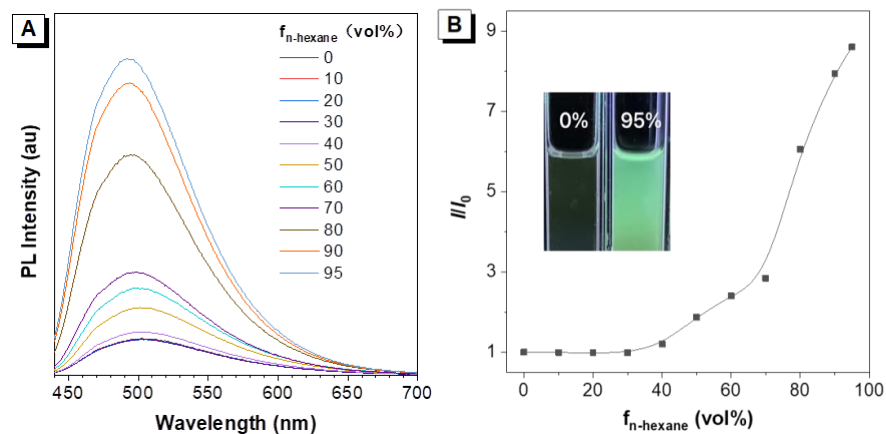 A
f n-hexane（vol%）
0
10
20
30
40
50
60
70
80
90
95
PL Intensity (au)
450 500 550 600 650 700
Wavelength (nm)
B
9
7
5
3
1
I/I0
0% 95%
0 20 40 60 80 100
f n-hexane (vol%)